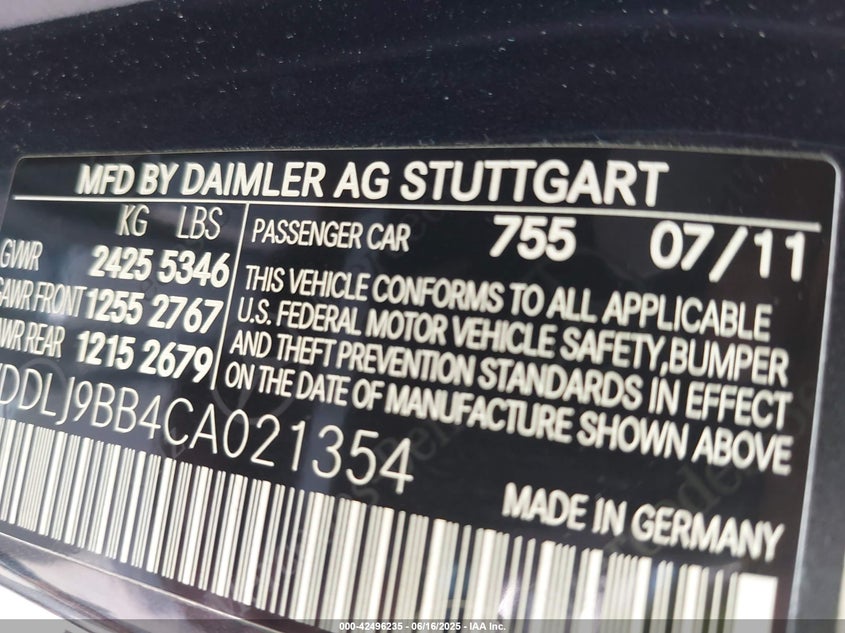 MFD BY DAIMLER AG STUTTGART
KG LBS
GVWR 2425 5346
GAWR FRONT 1255 2767
WR REAR 1215 2679
PASSENGER CAR 755 07/11
THIS VEHICLE CONFORMS TO ALL APPLICABLE
U.S. FEDERAL MOTOR VEHICLE SAFETY,BUMPER
AND THEFT PREVENTION STANDARDS IN EFFECT
ON THE DATE OF MANUFACTURE SHOWN ABOVE
DDLJ9BB4CA021354
MADE IN GERMANY
000-42496235 - 06/16/2025 - IAA Inc.